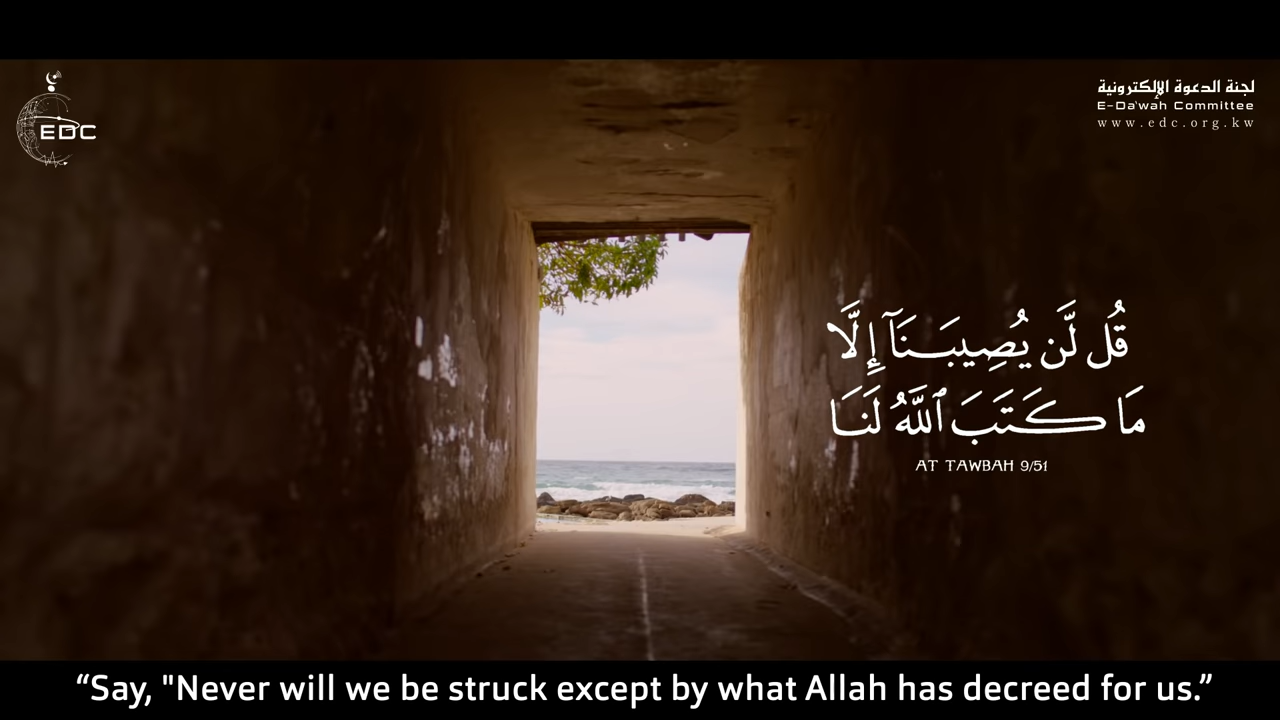 EDC
لجنة الدعوة الإلكترونية
E-Da'wah Committee
www.edc.org.kw
قُل لَّن يُصِيبَنَآ إِلَّا
مَا كَتَبَ ٱللَّهُ لَنَا
AT TAWBAH 9/51
“Say, "Never will we be struck except by what Allah has decreed for us.”